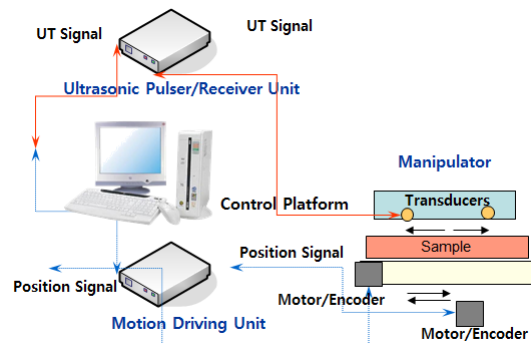 UT Signal
UT Signal
Ultrasonic Pulser/Receiver Unit
Manipulator
Transducers
Control Platform
Sample
Position Signal
Position Signal
Motor/Encoder
Motion Driving Unit
Motor/Encoder